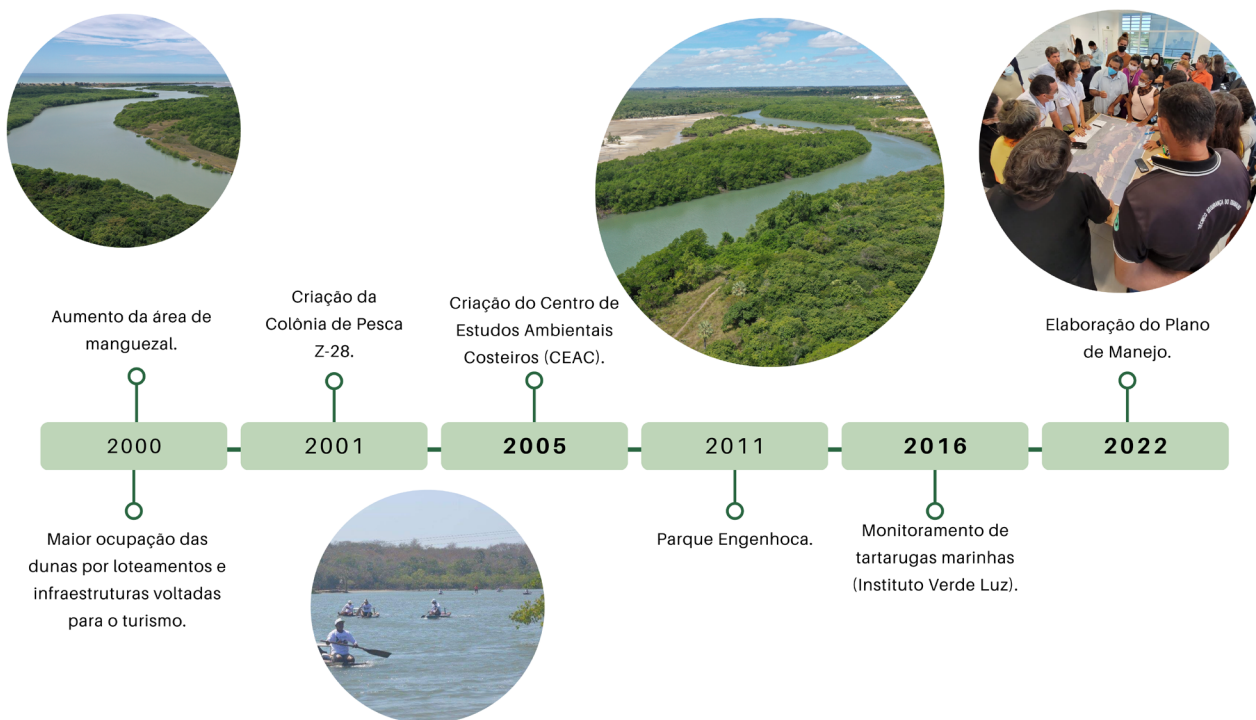 Aumento da área de
manguezal.
Criação da
Colônia de Pesca
Z-28.
Criação do Centro de
Estudos Ambientais
Costeiros (CEAC).
Elaboração do Plano
de Manejo.
2000
2001
2005
2011
2016
2022
Maior ocupação das
dunas por loteamentos e
infraestruturas voltadas
para o turismo.
Parque Engenhoca.
Monitoramento de
tartarugas marinhas
(Instituto Verde Luz).